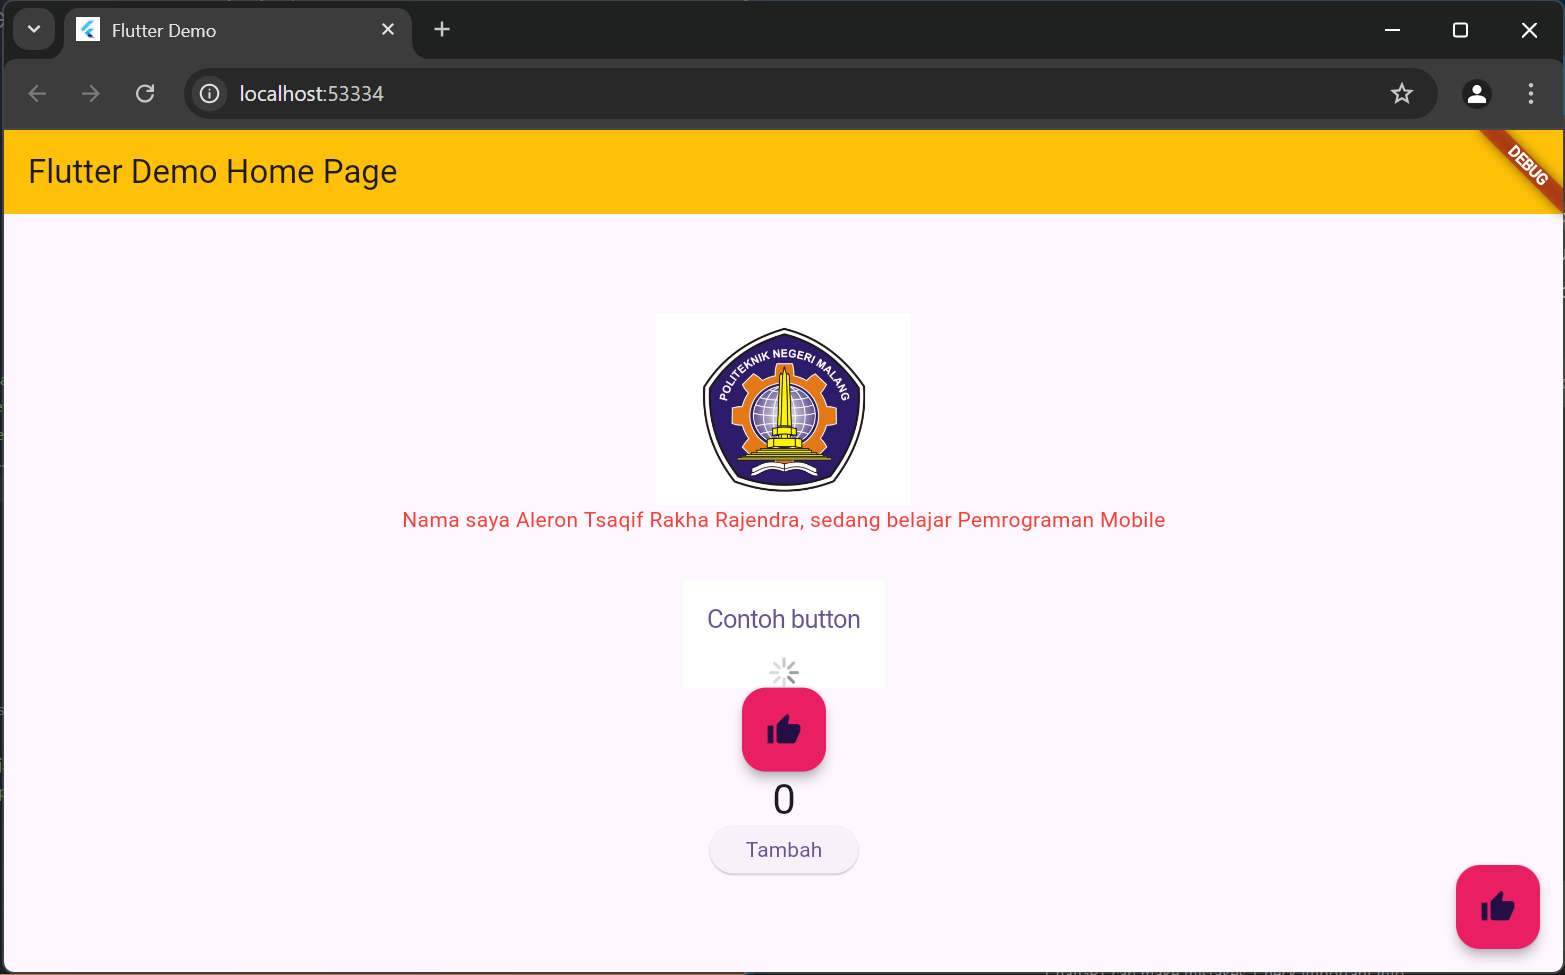 Flutter Demo
localhost:53334
Flutter Demo Home Page
DEBUG
POLITEKNIK NEGERI MALANG
Nama saya Aleron Tsaqif Rakha Rajendra, sedang belajar Pemrograman Mobile
Contoh button
0
Tambah